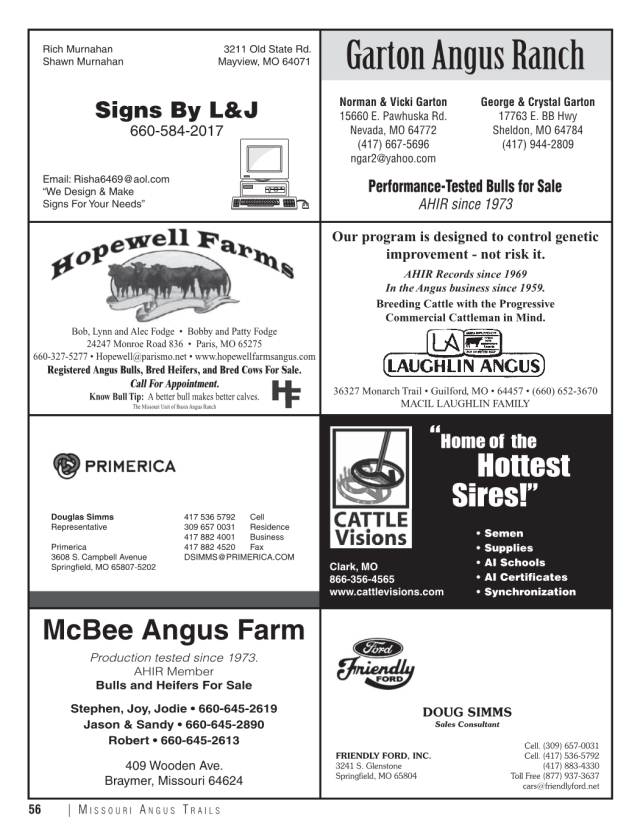 Rich Murnahan
Shawn Murnahan
3211 Old State Rd.
Mayview, MO 64071
Signs By L&J
660-584-2017
Email: Risha6469@aol.com
“We Design & Make
Signs For Your Needs”
Garton Angus Ranch
Norman & Vicki Garton
15660 E. Pawhuska Rd.
Nevada, MO 64772
(417) 667-5696
ngar2@yahoo.com
George & Crystal Garton
17763 E. BB Hwy
Sheldon, MO 64784
(417) 944-2809
Performance-Tested Bulls for Sale
AHIR since 1973
Hopewell Farms
Bob, Lynn and Alec Fodge • Bobby and Patty Fodge
24247 Monroe Road 836 • Paris, MO 65275
660-327-5277 • Hopewell@parismo.net • www.hopewellfarmsangus.com
Registered Angus Bulls, Bred Heifers, and Bred Cows For Sale.
Call For Appointment.
Know Bull Tip: A better bull makes better calves.
The Missouri Unit of Basin Angus Ranch
HF
Our program is designed to control genetic
improvement - not risk it.
AHIR Records since 1969
In the Angus business since 1959.
Breeding Cattle with the Progressive
Commercial Cattleman in Mind.
LA
LAUGHLIN ANGUS
36327 Monarch Trail • Guilford, MO • 64457 • (660) 652-3670
MACIL LAUGHLIN FAMILY
PRIMERICA
Douglas Simms
Representative
Primerica
3608 S. Campbell Avenue
Springfield, MO 65807-5202
417 536 5792 Cell
309 657 0031 Residence
417 882 4001 Business
417 882 4520 Fax
DSIMMS@PRIMERICA.COM
CATTLE
Visions
“Home of the
Hottest
Sires!”
Clark, MO
866-356-4565
www.cattlevisions.com
• Semen
• Supplies
• AI Schools
• AI Certificates
• Synchronization
McBee Angus Farm
Production tested since 1973.
AHIR Member
Bulls and Heifers For Sale
Stephen, Joy, Jodie • 660-645-2619
Jason & Sandy • 660-645-2890
Robert • 660-645-2613
409 Wooden Ave.
Braymer, Missouri 64624
Ford
Friendly
FORD
DOUG SIMMS
Sales Consultant
FRIENDLY FORD, INC.
3241 S. Glenstone
Springfield, MO 65804
Cell. (309) 657-0031
Cell. (417) 536-5792
(417) 883-4330
Toll Free (877) 937-3637
cars@friendlyford.net
56 | MISSOURI ANGUS TRAILS